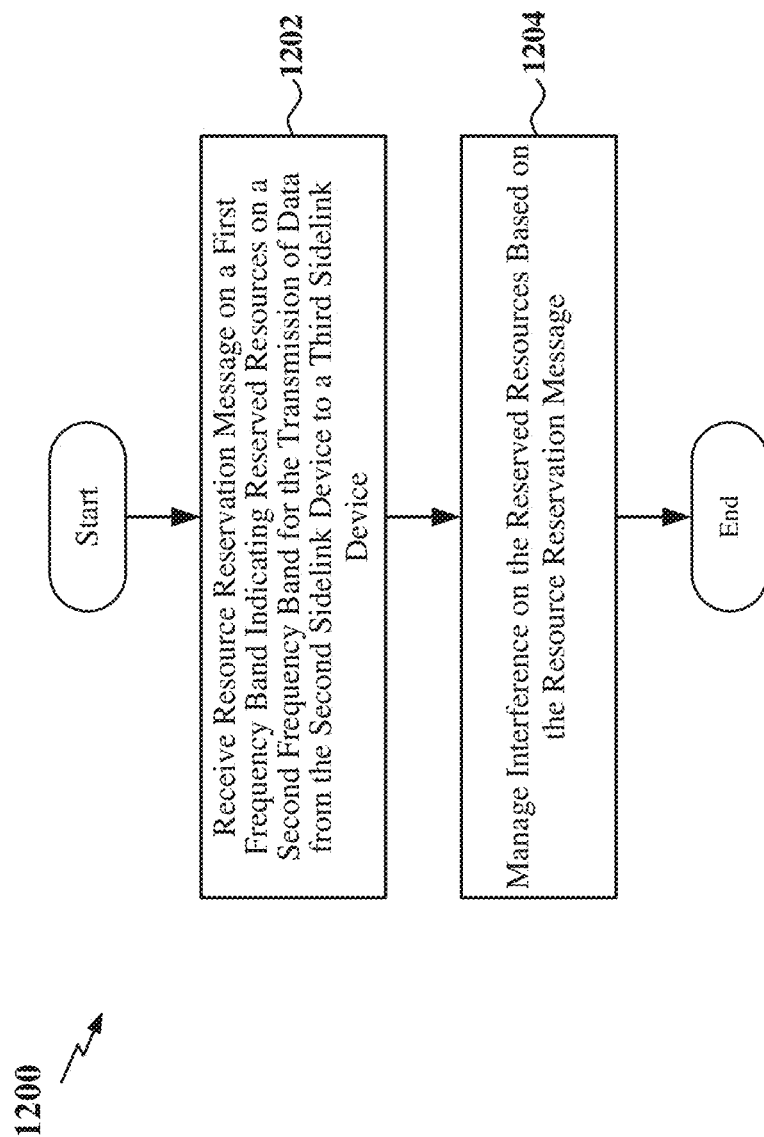 1200
Start
Receive Resource Reservation Message on a First
Frequency Band Indicating Reserved Resources on a
Second Frequency Band for the Transmission of Data
from the Second Sidelink Device to a Third Sidelink
Device
1202
Manage Interference on the Reserved Resources Based on
the Resource Reservation Message
1204
End